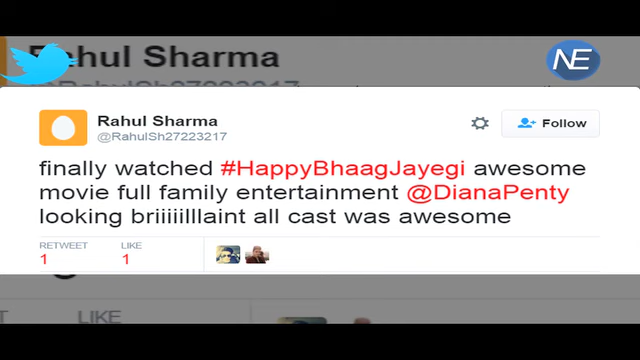 Rahul Sharma
NE
Rahul Sharma
@RahulSh27223217
Follow
finally watched #HappyBhaagJayegi awesome
movie full family entertainment @DianaPenty
looking briiiiilllaint all cast was awesome
RETWEET LIKE
1 1
LIKE